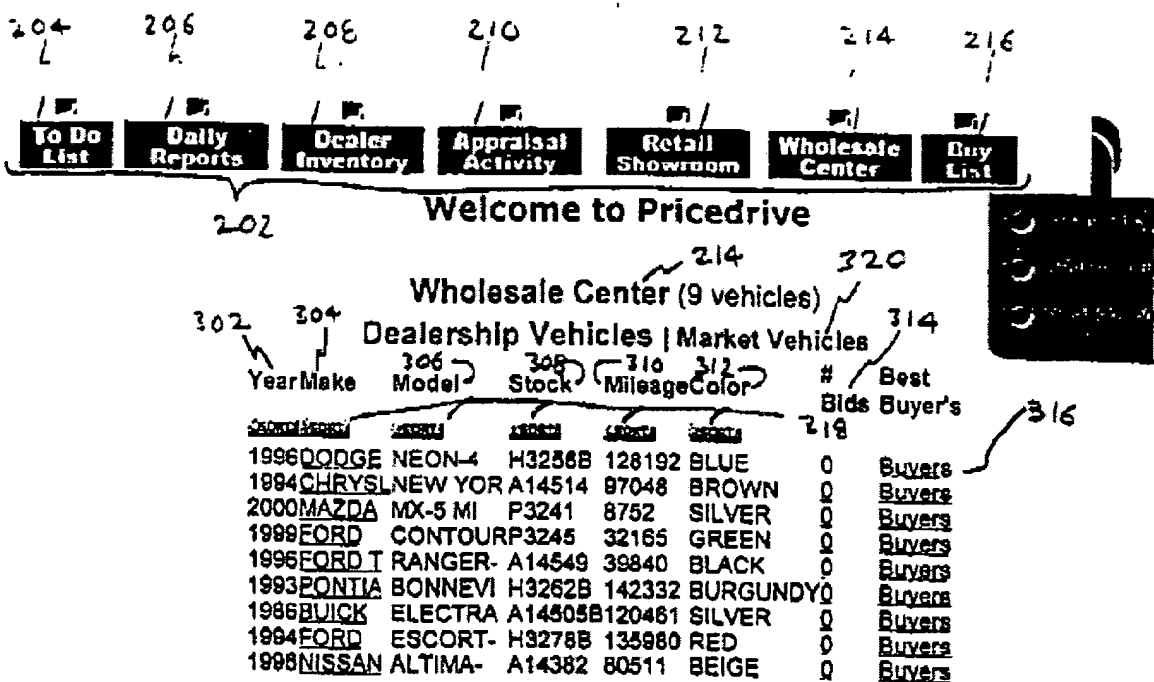 204 206 208 210 212 214 216
To Do List Daily Reports Dealer Inventory Appraisal Activity Retail Showroom Wholesale Center Buy List
202
Welcome to Pricedrive
214 320
Wholesale Center (9 vehicles)
302 304 314
Dealership Vehicles | Market Vehicles
306 308 310 312
Year Make Model Stock Mileage Color # Bids Best Buyer's
218 316
1996 DODGE NEON-4 H3256B 128192 BLUE 0 Buyers
1994 CHRYSL NEW YOR A14514 97048 BROWN 0 Buyers
2000 MAZDA MX-5 MI P3241 8752 SILVER 0 Buyers
1999 FORD CONTOUR P3245 32165 GREEN 0 Buyers
1995 FORD T RANGER- A14549 39840 BLACK 0 Buyers
1993 PONTIA BONNEVI H3262B 142332 BURGUNDY 0 Buyers
1986 BUICK ELECTRA A14505B 120461 SILVER 0 Buyers
1994 FORD ESCORT- H3278B 135980 RED 0 Buyers
1998 NISSAN ALTIMA- A14382 80511 BEIGE 0 Buyers